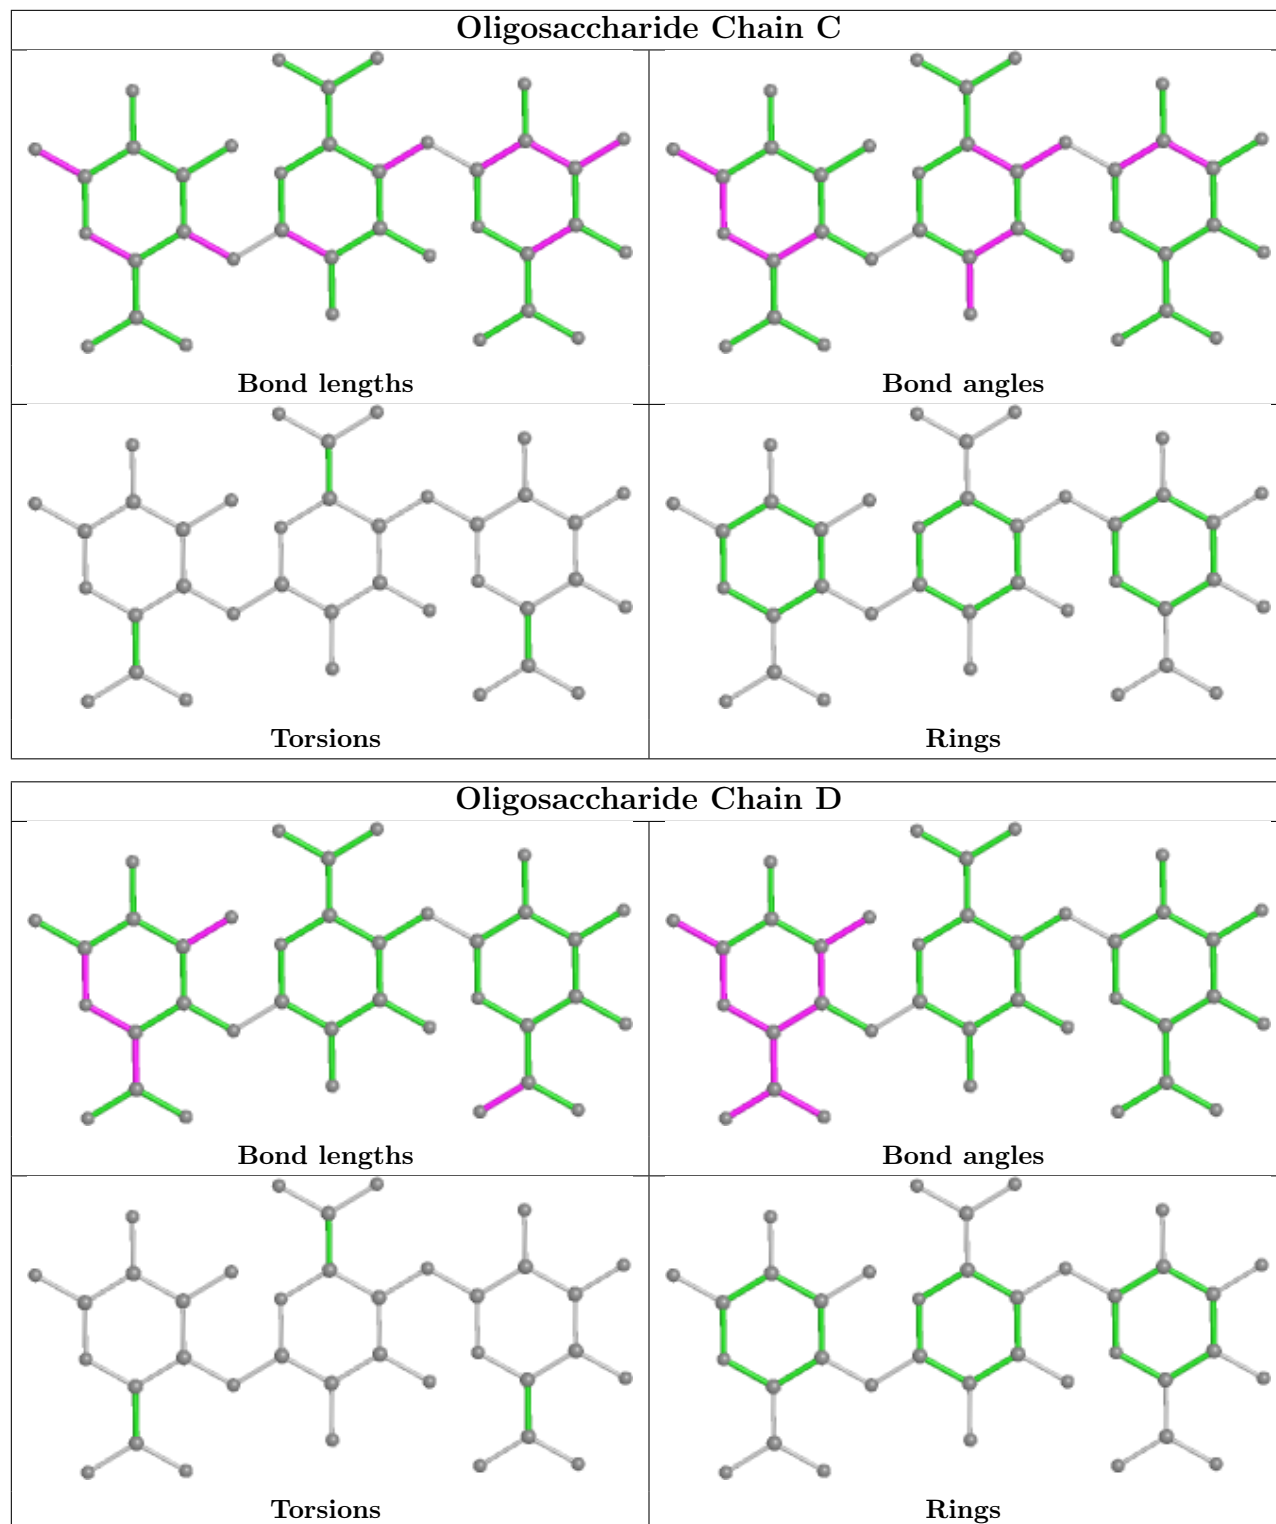 Oligosaccharide Chain C
Bond lengths
Bond angles
Torsions
Rings
Oligosaccharide Chain D
Bond lengths
Bond angles
Torsions
Rings